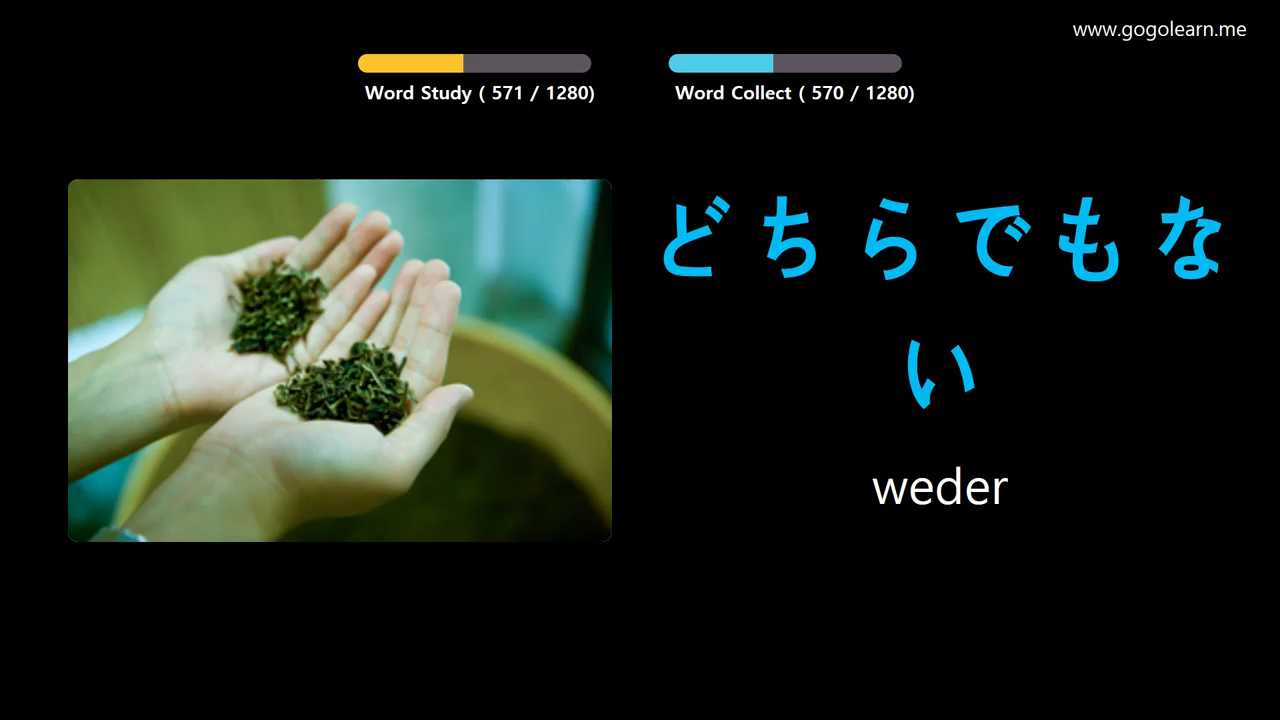 www.gogolearn.me
Word Study ( 571 / 1280)
Word Collect ( 570 / 1280)
どちらでもな
い
weder